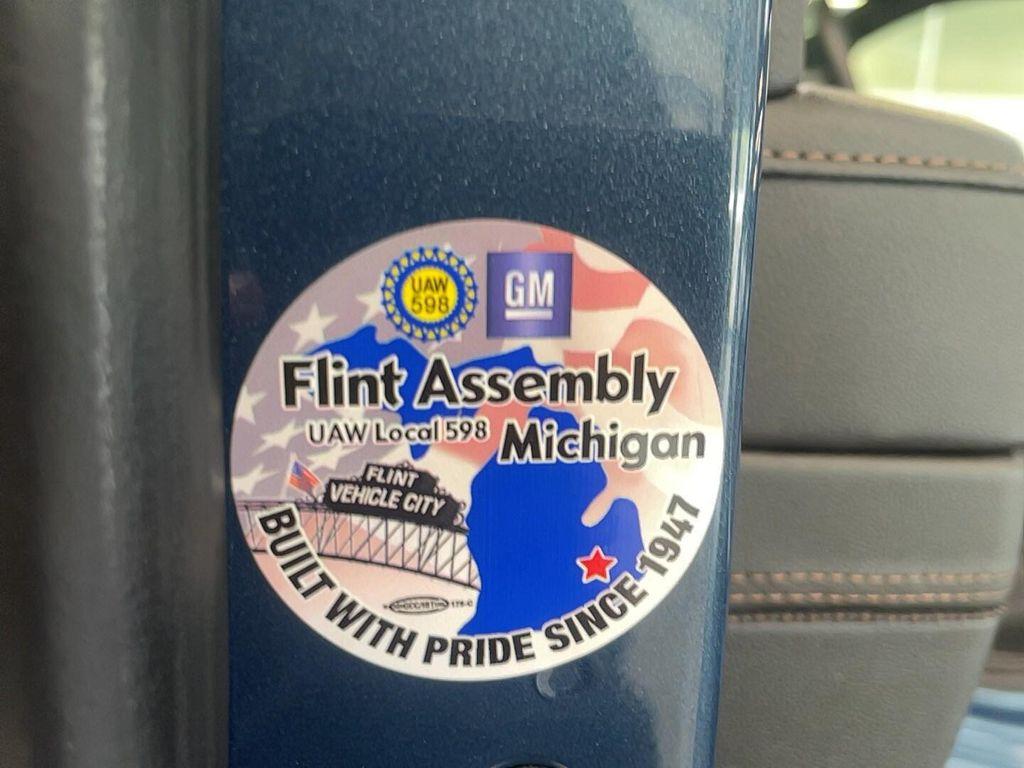 UAW
598
GM
Flint Assembly
UAW Local 598
Michigan
FLINT
VEHICLE CITY
BUILT WITH PRIDE SINCE 1947